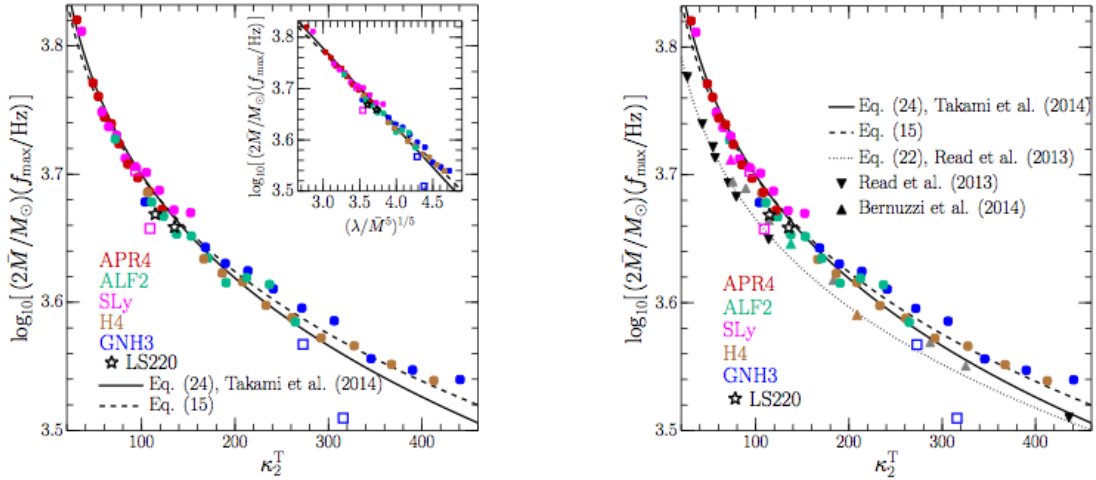 log₁₀[(2M̄/M⊙)(f_max/Hz)]
3.8
3.7
3.6
3.5
100
200
300
400
κ₂ᵀ
log₁₀[(2M̄/M⊙)(f_max/Hz)]
3.8
3.7
3.6
3.5
3.0
3.5
4.0
4.5
(λ/M̄⁵)^1/5
APR4
ALF2
SLy
H4
GNH3
LS220
Eq. (24), Takami et al. (2014)
Eq. (15)
log₁₀[(2M̄/M⊙)(f_max/Hz)]
3.8
3.7
3.6
3.5
100
200
300
400
κ₂ᵀ
Eq. (24), Takami et al. (2014)
Eq. (15)
Eq. (22), Read et al. (2013)
Read et al. (2013)
Bernuzzi et al. (2014)
APR4
ALF2
SLy
H4
GNH3
LS220